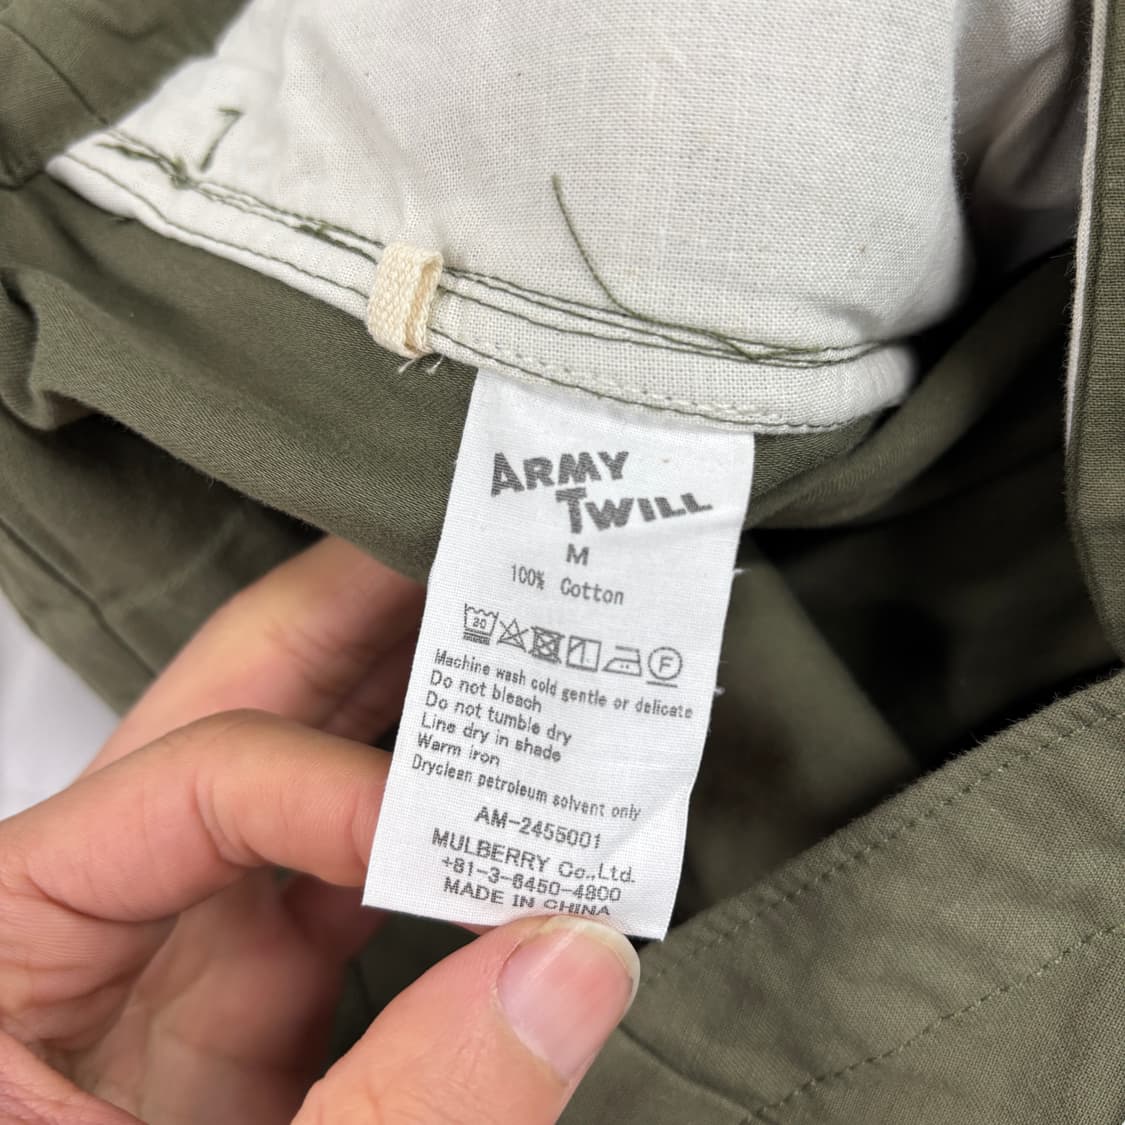 7
ARMY
TWILL
M
100% Cotton
30
F
Machine wash cold gentle or delicate
Do not bleach
Do not tumble dry
Line dry in shade
Warm iron
Dryclean petroleum solvent only
AM-2455001
MULBERRY Co.,Ltd.
+81-3-6450-4800
MADE IN CHINA